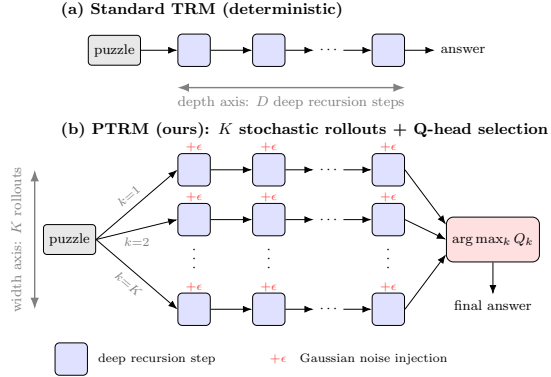 (a) Standard TRM (deterministic)
puzzle
···
answer
depth axis: D deep recursion steps
(b) PTRM (ours): K stochastic rollouts + Q-head selection
width axis: K rollouts
puzzle
k=1
k=2
k=K
+ϵ +ϵ +ϵ
···
+ϵ +ϵ +ϵ
···
⋮ ⋮ ⋮
+ϵ +ϵ +ϵ
···
arg max_k Q_k
final answer
deep recursion step
+ϵ Gaussian noise injection